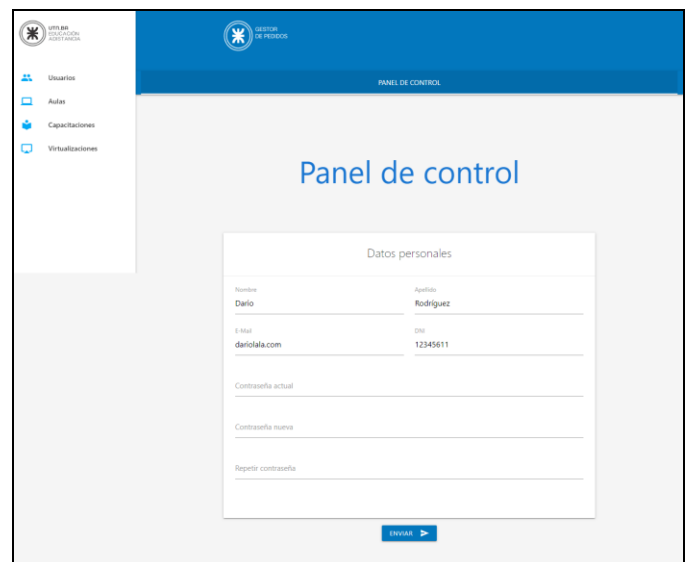 UTN.BA
EDUCACIÓN
A DISTANCIA
GESTOR
DE PEDIDOS
Usuarios
Aulas
Capacitaciones
Virtualizaciones
PANEL DE CONTROL
Panel de control
Datos personales
Nombre
Apellido
Dario
Rodríguez
E-Mail
DNI
dariolala.com
12345611
Contraseña actual
Contraseña nueva
Repetir contraseña
ENVIAR